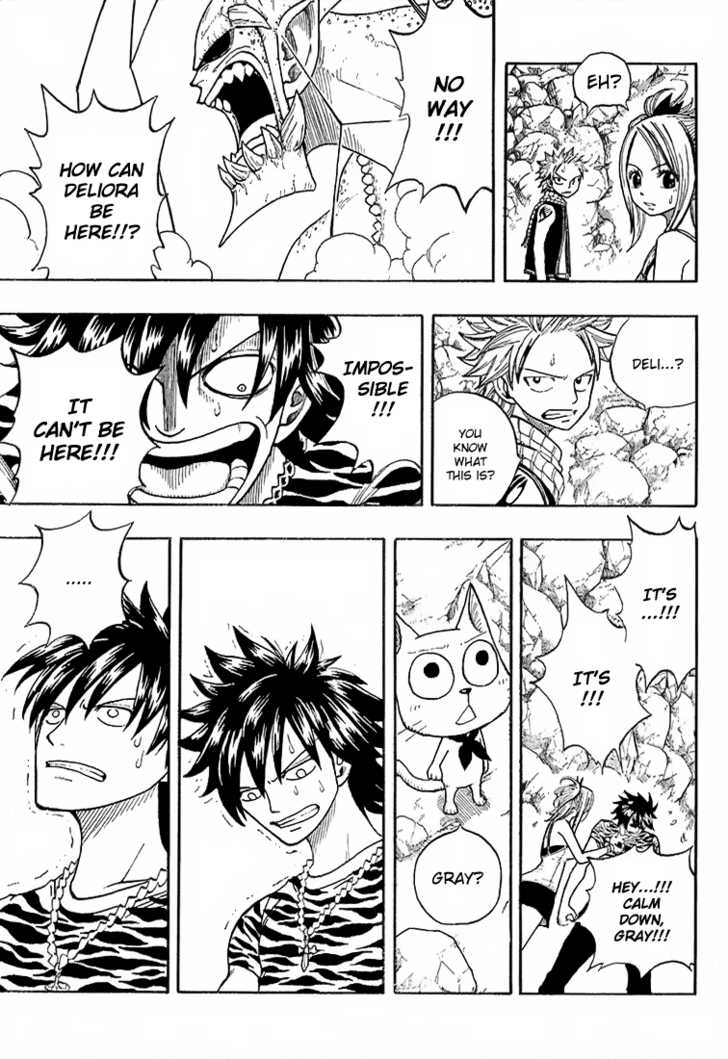 EH?
NO
WAY
!!!
HOW CAN
DELIORA
BE
HERE!!?
DELI...?
YOU
KNOW
WHAT
THIS IS?
IMPOS-
SIBLE
!!!
IT
CAN'T BE
HERE!!!
IT'S
...!!!
IT'S
!!!
HEY...!!!
CALM
DOWN,
GRAY!!!
GRAY?
.....